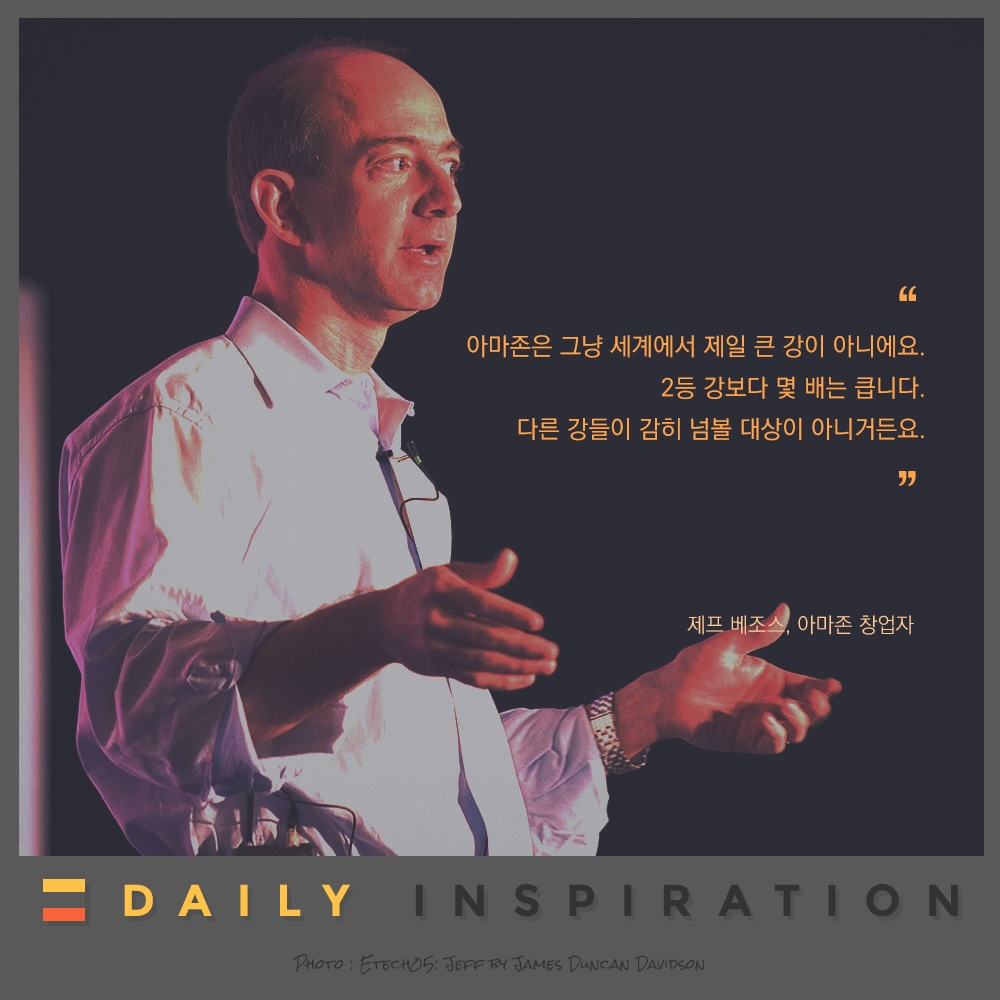 “
아마존은 그냥 세계에서 제일 큰 강이 아니에요.
2등 강보다 몇 배는 큽니다.
다른 강들이 감히 넘볼 대상이 아니거든요.
”
제프 베조스, 아마존 창업자
DAILY INSPIRATION
Photo : Etech05: Jeff by James Duncan Davidson